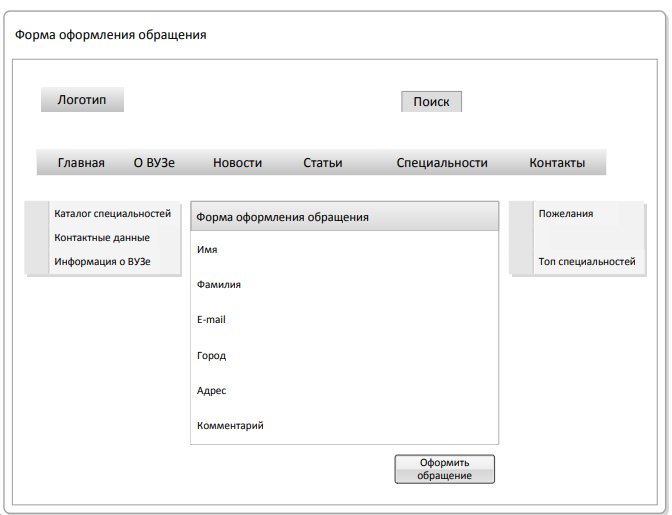 Форма оформления обращения
Логотип
Поиск
Главная О ВУЗе Новости Статьи Специальности Контакты
Каталог специальностей
Контактные данные
Информация о ВУЗе
Форма оформления обращения
Имя
Фамилия
E-mail
Город
Адрес
Комментарий
Пожелания
Топ специальностей
Оформить
обращение